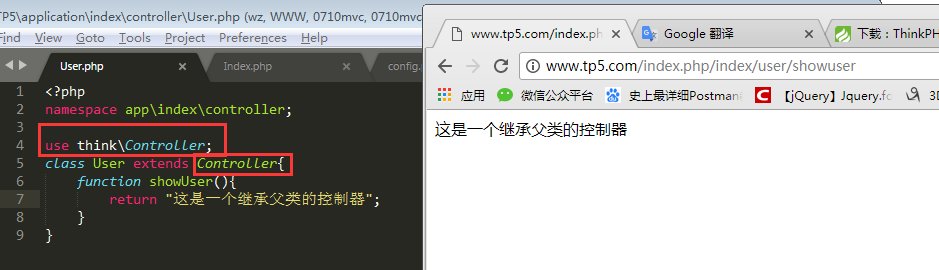 TP5\application\index\controller\User.php (wz, WWW, 0710mvc, 0710mvc,
Find View Goto Tools Project Preferences Help
User.php × Index.php × config.
1 <?php
2 namespace app\index\controller;
3
4 use think\Controller;
5 class User extends Controller{
6 function showUser(){
7 return "这是一个继承父类的控制器";
8 }
9 }
www.tp5.com/index.ph × Google 翻译 × 下载：ThinkPH
www.tp5.com/index.php/index/user/showuser
应用 微信公众平台 史上最详细Postman 【jQuery】Jquery.fo 3D
这是一个继承父类的控制器